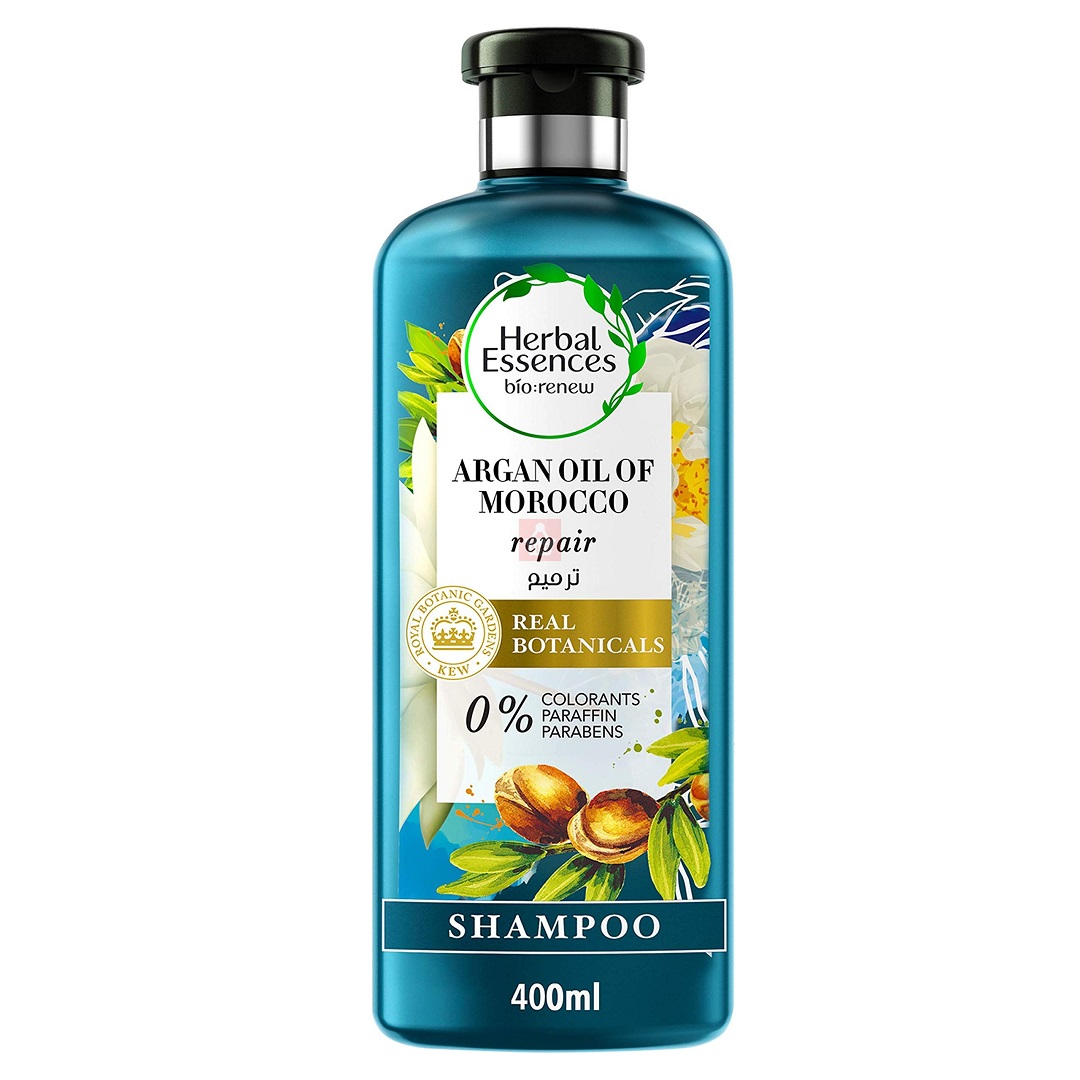 Herbal
Essences
bío:renew
ARGAN OIL OF
MOROCCO
repair
ترميم
ROYAL BOTANIC GARDENS
• KEW •
REAL
BOTANICALS
0% COLORANTS
PARAFFIN
PARABENS
SHAMPOO
400ml